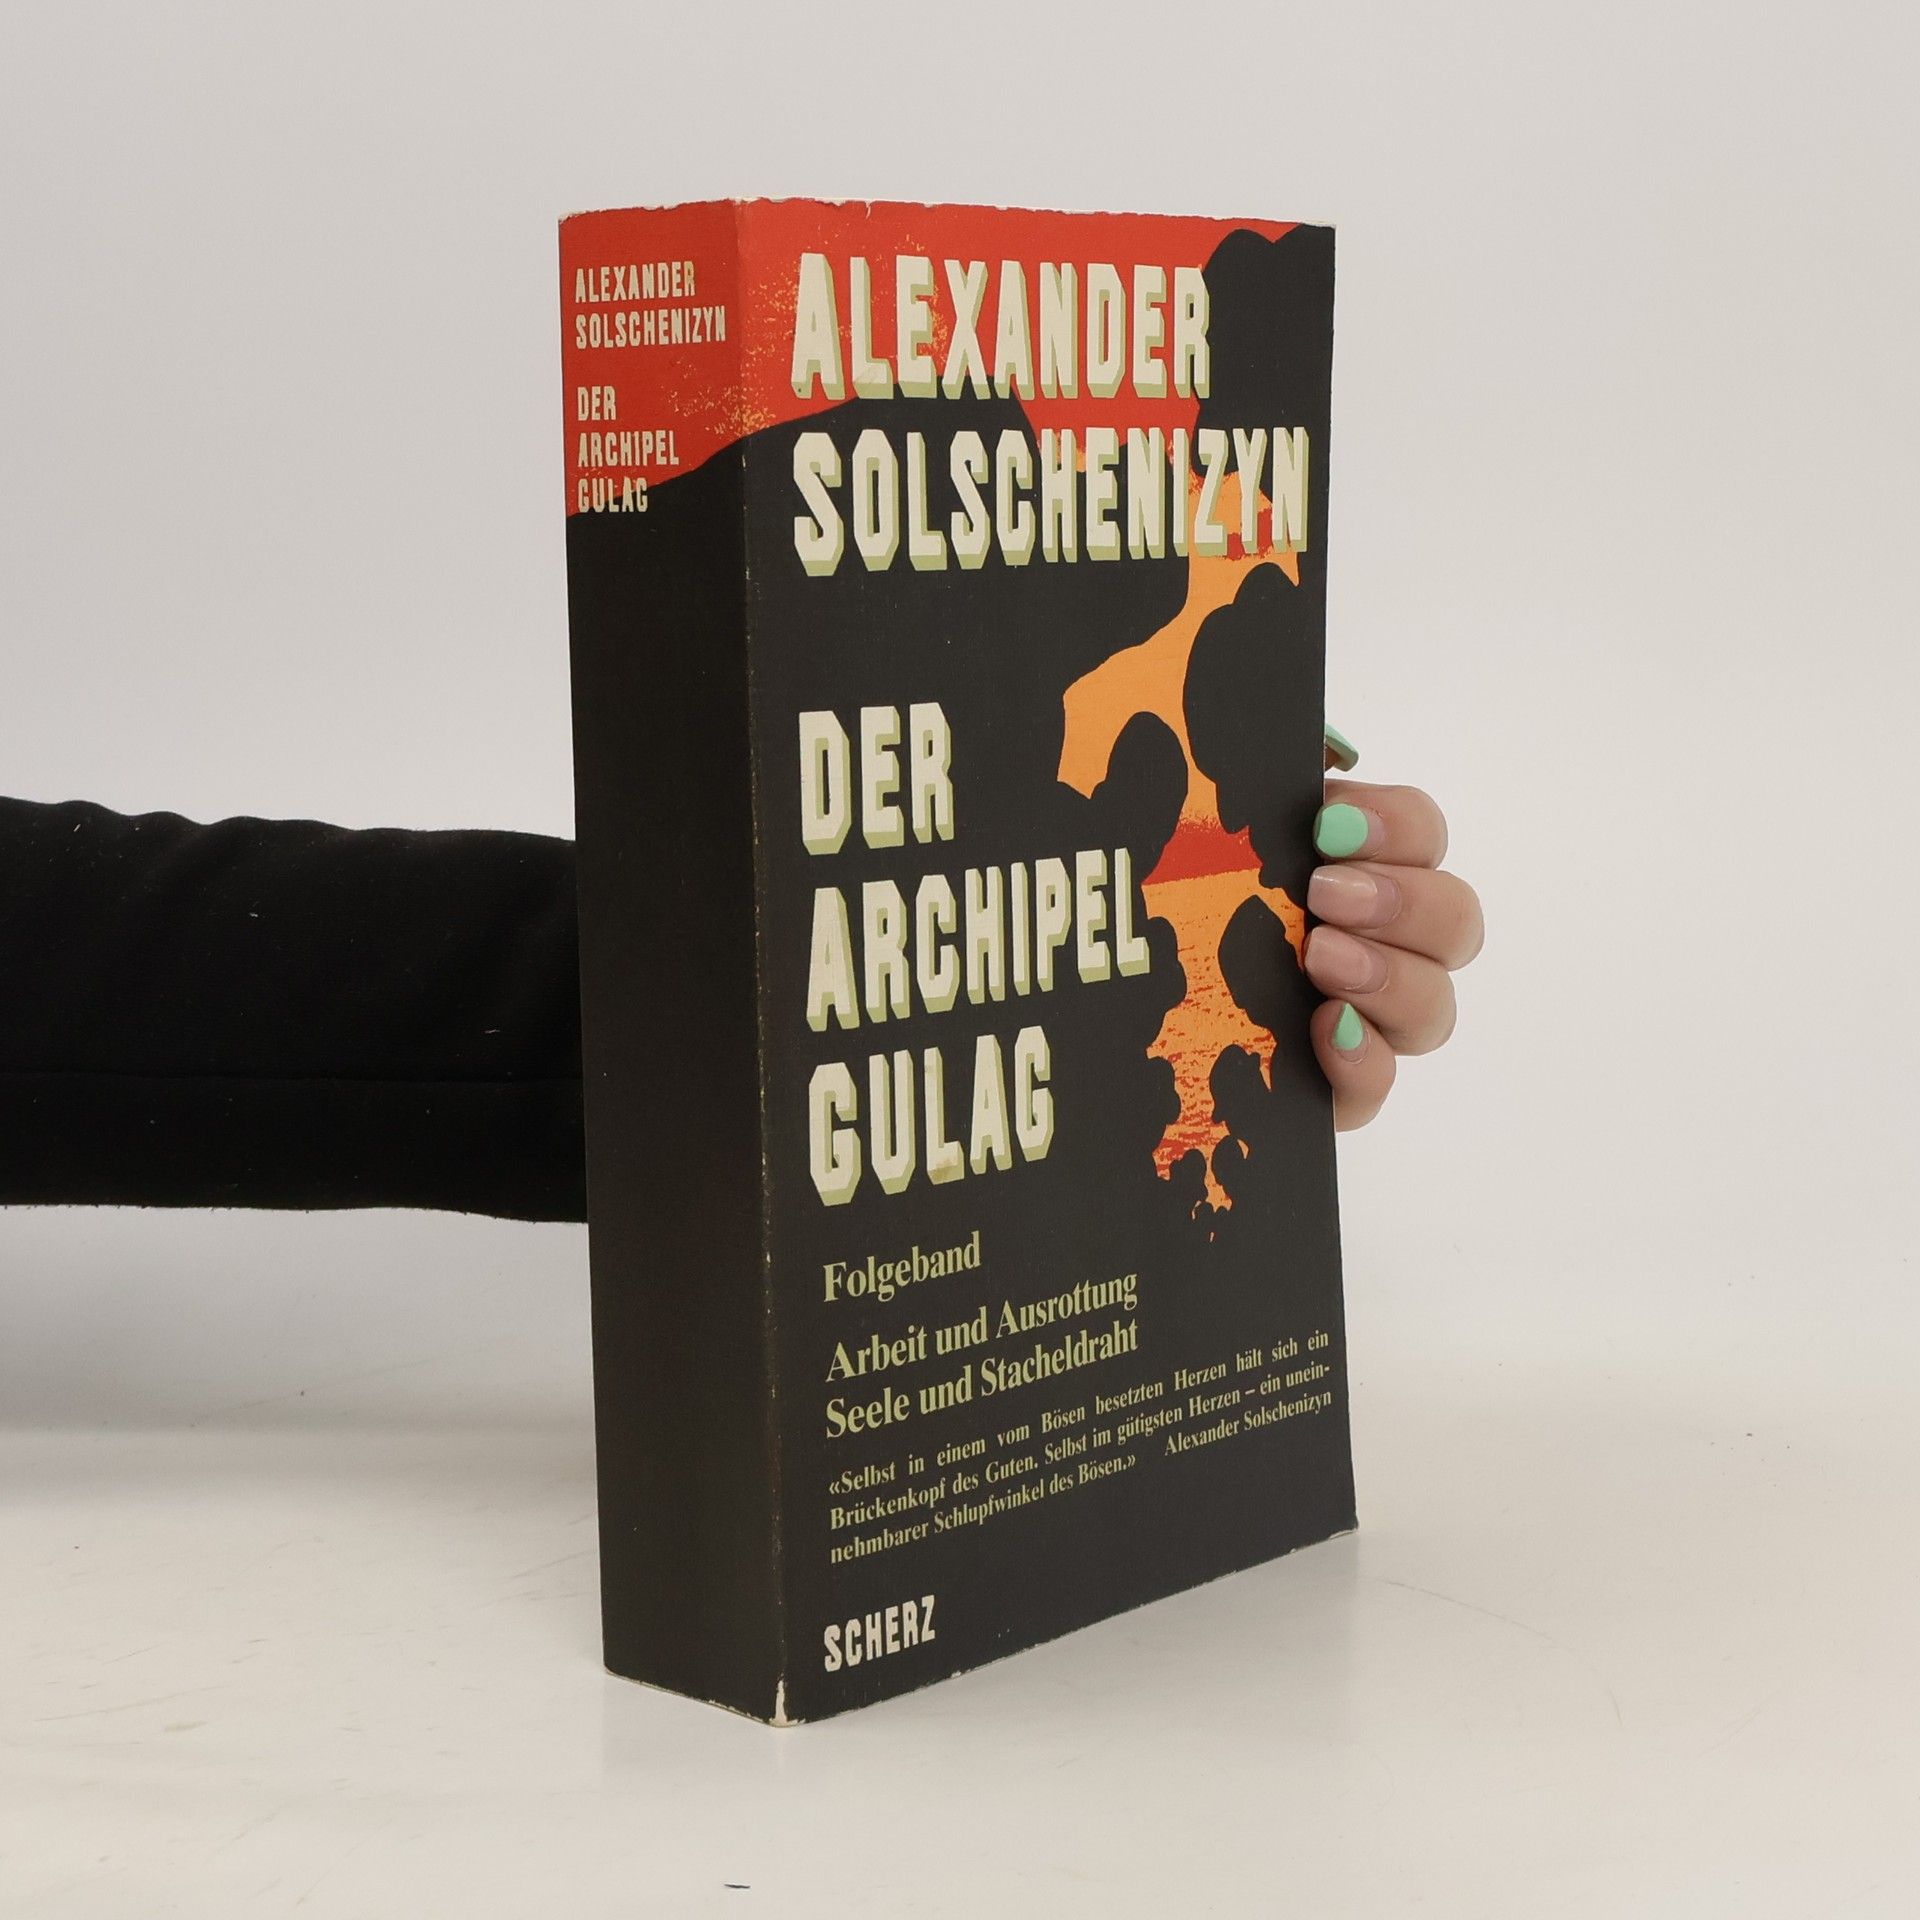 ALEXANDER
SOLSCHENIZYN
DER
ARCHIPEL
GULAG
ALEXANDER
SOLSCHENIZYN
DER
ARCHIPEL
GULAG
Folgeband
Arbeit und Ausrottung
Seele und Stacheldraht
«Selbst in einem vom Bösen besetzten Herzen hält sich ein
Brückenkopf des Guten. Selbst im gütigsten Herzen – ein unein-
nehmbarer Schlupfwinkel des Bösen.» Alexander Solschenizyn
SCHERZ